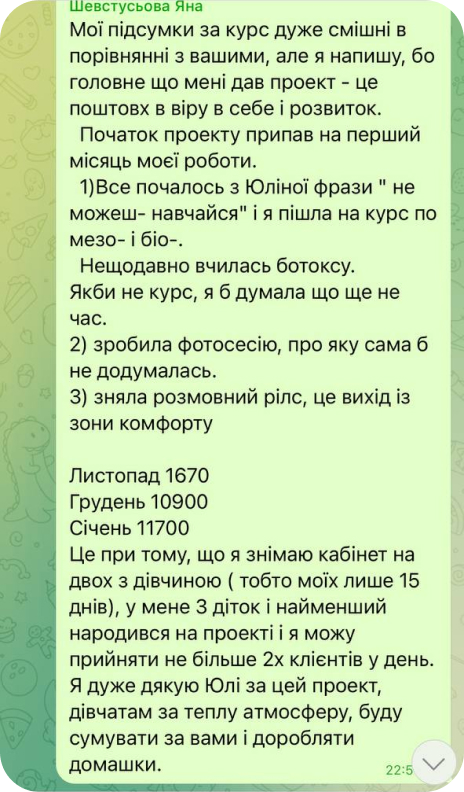 Шевстусьова Яна
Мої підсумки за курс дуже смішні в
порівнянні з вашими, але я напишу, бо
головне що мені дав проект - це
поштовх в віру в себе і розвиток.
Початок проекту припав на перший
місяць моєї роботи.
1)Все почалось з Юліної фрази " не
можеш- навчайся" і я пішла на курс по
мезо- і біо-.
Нещодавно вчилась ботоксу.
Якби не курс, я б думала що ще не
час.
2) зробила фотосесію, про яку сама б
не додумалась.
3) зняла розмовний рілс, це вихід із
зони комфорту
Листопад 1670
Грудень 10900
Січень 11700
Це при тому, що я знімаю кабінет на
двох з дівчиною ( тобто моїх лише 15
днів), у мене 3 діток і найменший
народився на проекті і я можу
прийняти не більше 2х клієнтів у день.
Я дуже дякую Юлі за цей проект,
дівчатам за теплу атмосферу, буду
сумувати за вами і доробляти
домашки.